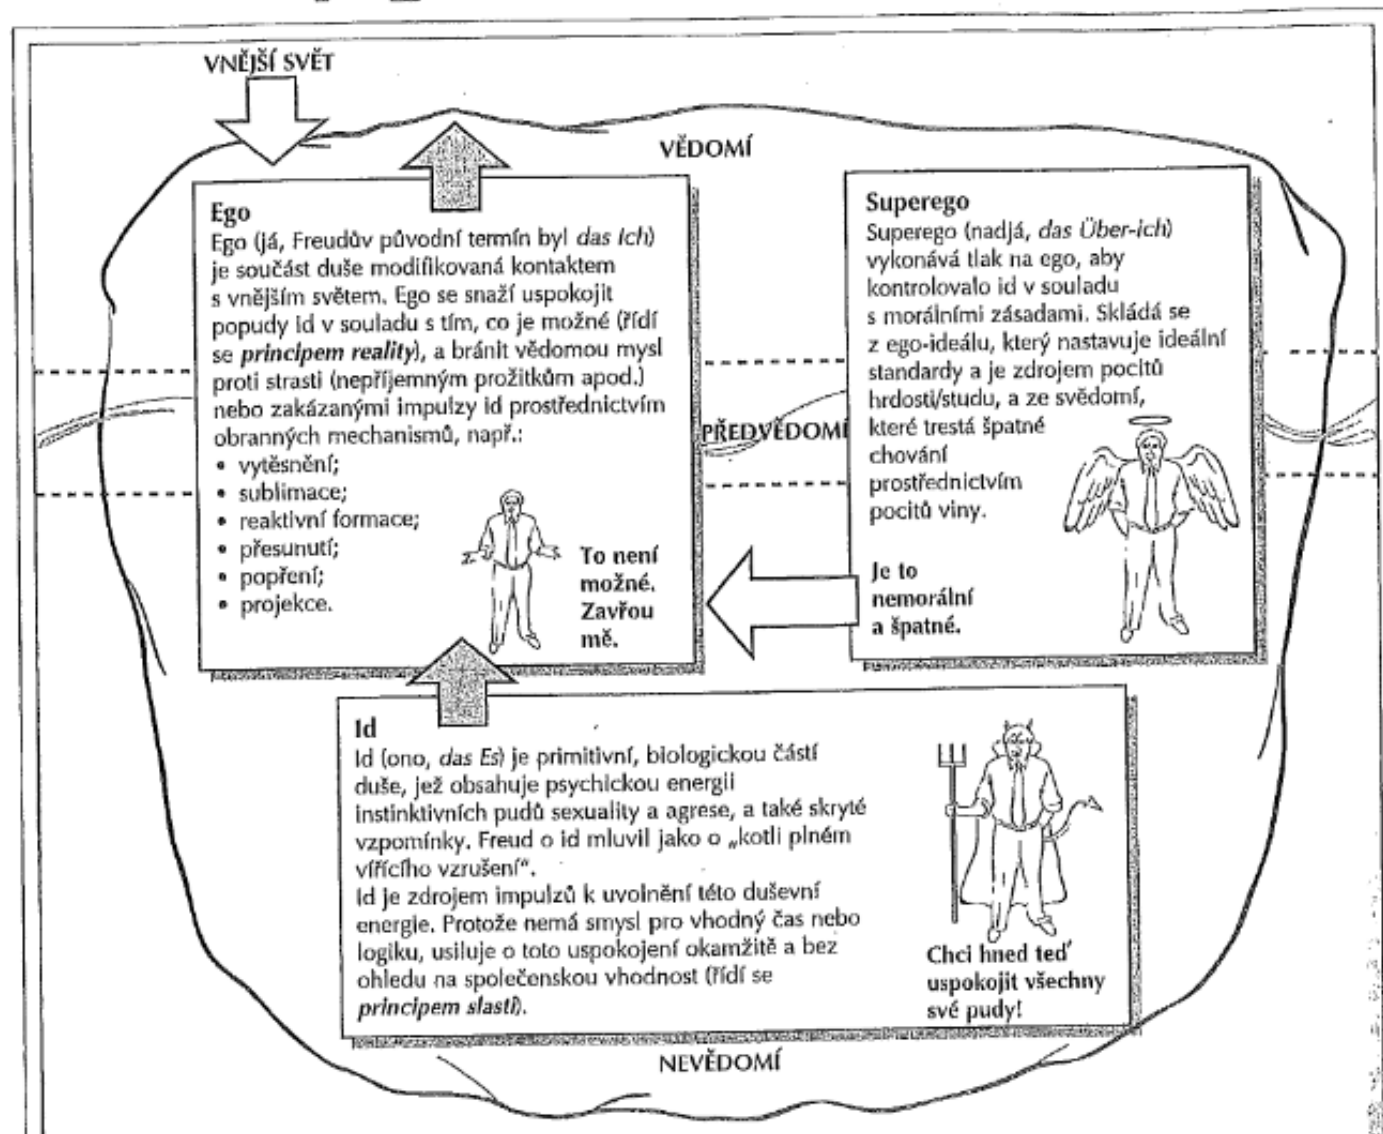 VNĚJŠÍ SVĚT
VĚDOMÍ
Ego
Ego (já, Freudův původní termín byl das Ich)
je součást duše modifikovaná kontaktem
s vnějším světem. Ego se snaží uspokojit
popudy id v souladu s tím, co je možné (řídí
se principem reality), a bránit vědomou mysl
proti strasti (nepříjemným prožitkům apod.)
nebo zakázanými impulzy id prostřednictvím
obranných mechanismů, např.:
• vytěsnění;
• sublimace;
• reaktivní formace;
• přesunutí;
• popření;
• projekce.
To není
možné.
Zavřou
mě.
Superego
Superego (nadjá, das Über-ich)
vykonává tlak na ego, aby
kontrolovalo id v souladu
s morálními zásadami. Skládá se
z ego-ideálu, který nastavuje ideální
standardy a je zdrojem pocitů
hrdosti/studu, a ze svědomí,
které trestá špatné
chování
prostřednictvím
pocitů viny.
Je to
nemorální
a špatné.
PŘEDVĚDOMÍ
Id
Id (ono, das Es) je primitivní, biologickou částí
duše, jež obsahuje psychickou energii
instinktivních pudů sexuality a agrese, a také skryté
vzpomínky. Freud o id mluvil jako o „kotli plném
vířícího vzrušení“.
Id je zdrojem impulzů k uvolnění této duševní
energie. Protože nemá smysl pro vhodný čas nebo
logiku, usiluje o toto uspokojení okamžitě a bez
ohledu na společenskou vhodnost (řídí se
principem slasti).
Chci hned teď
uspokojit všechny
své pudy!
NEVĚDOMÍ